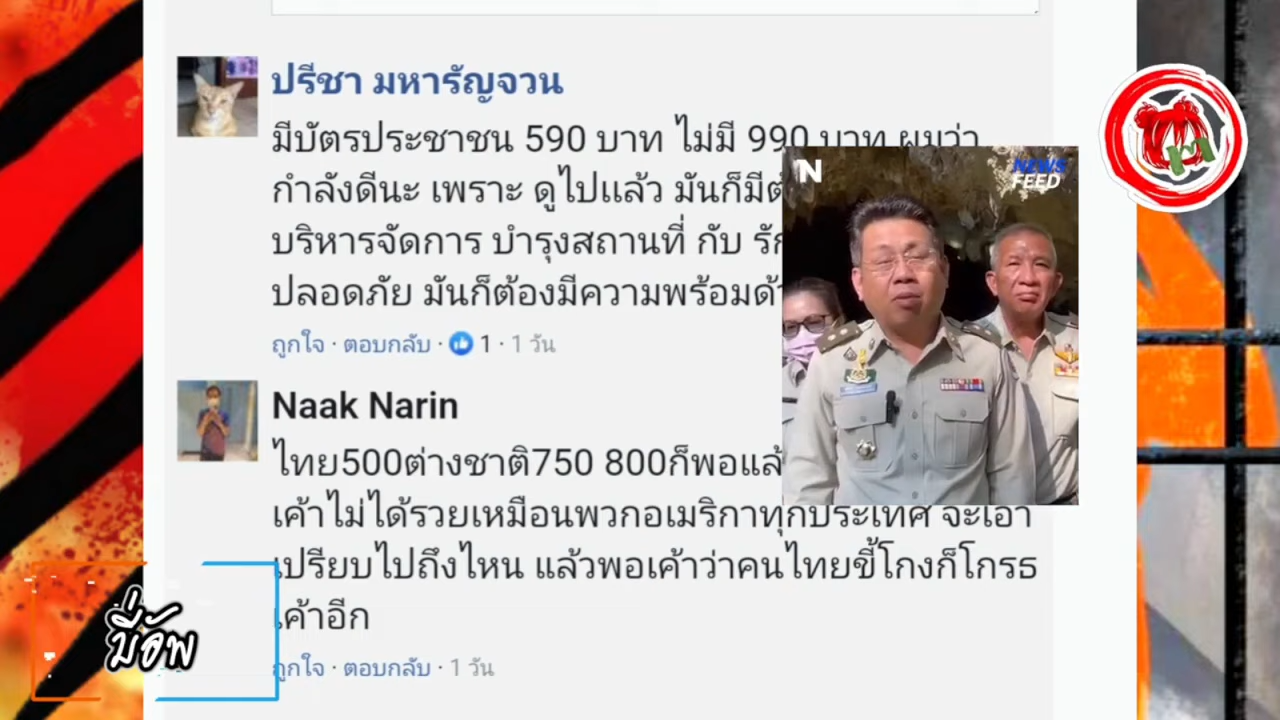 ปรีชา มหารัญจวน
มีบัตรประชาชน 590 บาท ไม่มี 990 บาท ผมว่า
กำลังดีนะ เพราะ ดูไปแล้ว มันก็มี
บริหารจัดการ บำรุงสถานที่ กับ
ปลอดภัย มันก็ต้องมีความพร้อม
ถูกใจ · ตอบกลับ · 1 · 1 วัน
N
NEWS
FEED
Naak Narin
ไทย500ต่างชาติ750 800ก็พอ
เค้าไม่ได้รวยเหมือนพวกอเมริกาทุกประเทศ จะเอา
เปรียบไปถึงไหน แล้วพอเค้าว่าคนไทยขี้โกงก็โกรธ
เค้าอีก
ถูกใจ · ตอบกลับ · 1 วัน
บี่อัพ